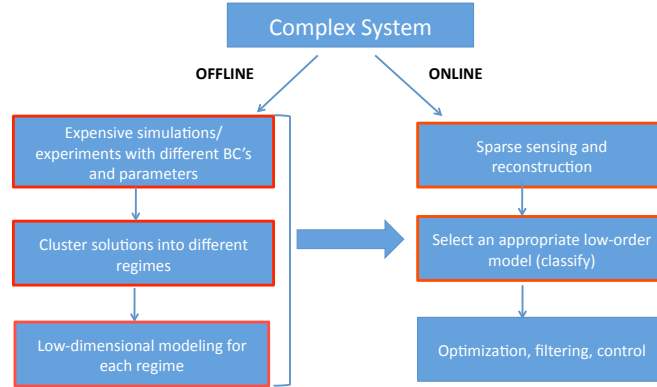 Complex System
OFFLINE
ONLINE
Expensive simulations/
experiments with different BC's
and parameters
Cluster solutions into different
regimes
Low-dimensional modeling for
each regime
Sparse sensing and
reconstruction
Select an appropriate low-order
model (classify)
Optimization, filtering, control